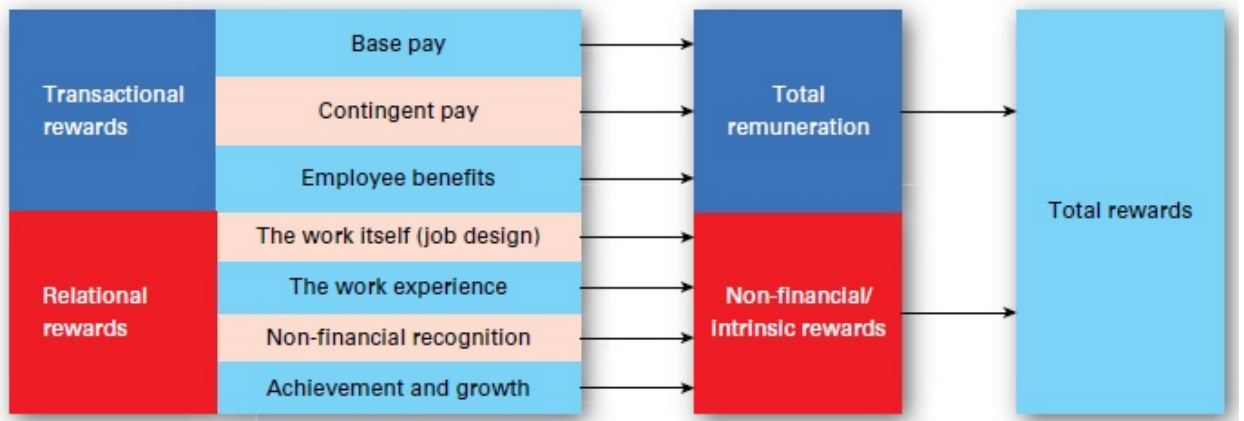 Transactional
rewards
Base pay
Contingent pay
Employee benefits
Relational
rewards
The work itself (job design)
The work experience
Non-financial recognition
Achievement and growth
Total
remuneration
Non-financial/
intrinsic rewards
Total rewards